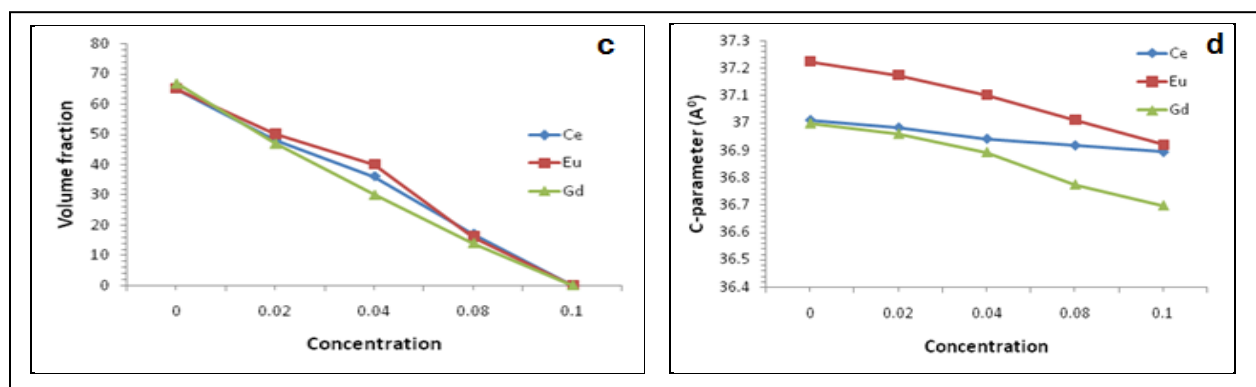 c
80
70
60
50
40
30
20
10
0
Volume fraction
0 0.02 0.04 0.08 0.1
Concentration
Ce
Eu
Gd
d
37.3
37.2
37.1
37
36.9
36.8
36.7
36.6
36.5
36.4
C-parameter (A⁰)
0 0.02 0.04 0.08 0.1
Concentration
Ce
Eu
Gd